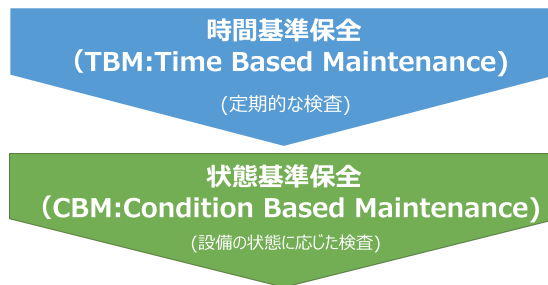 時間基準保全
（TBM:Time Based Maintenance)
(定期的な検査)
状態基準保全
（CBM:Condition Based Maintenance)
(設備の状態に応じた検査)